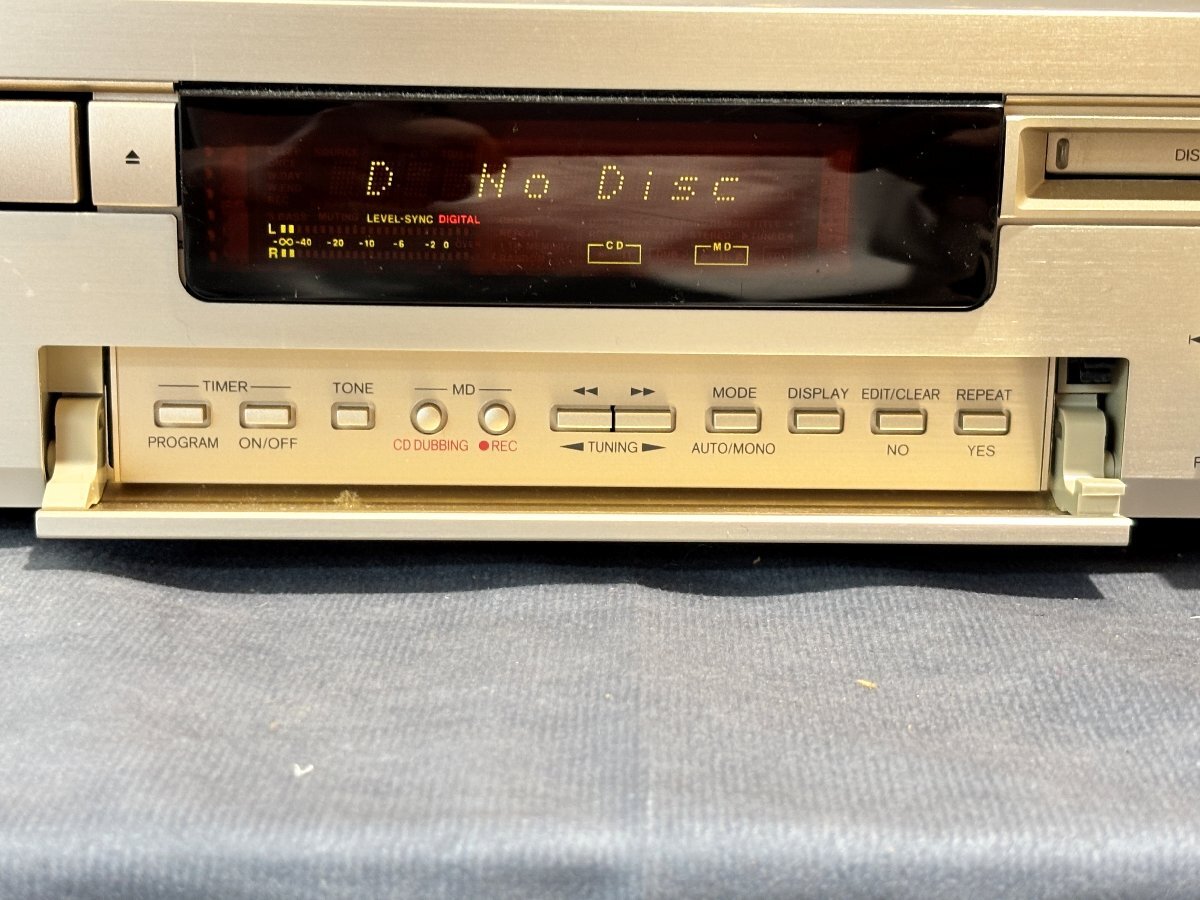 DIS
D No Disc
LEVEL-SYNC DIGITAL
L
-∞ -40 -20 -10 -6 -2 0
R
CD MD
TIMER TONE MD ◄◄ ►► MODE DISPLAY EDIT/CLEAR REPEAT
PROGRAM ON/OFF CD DUBBING ●REC ◄ TUNING ► AUTO/MONO NO YES